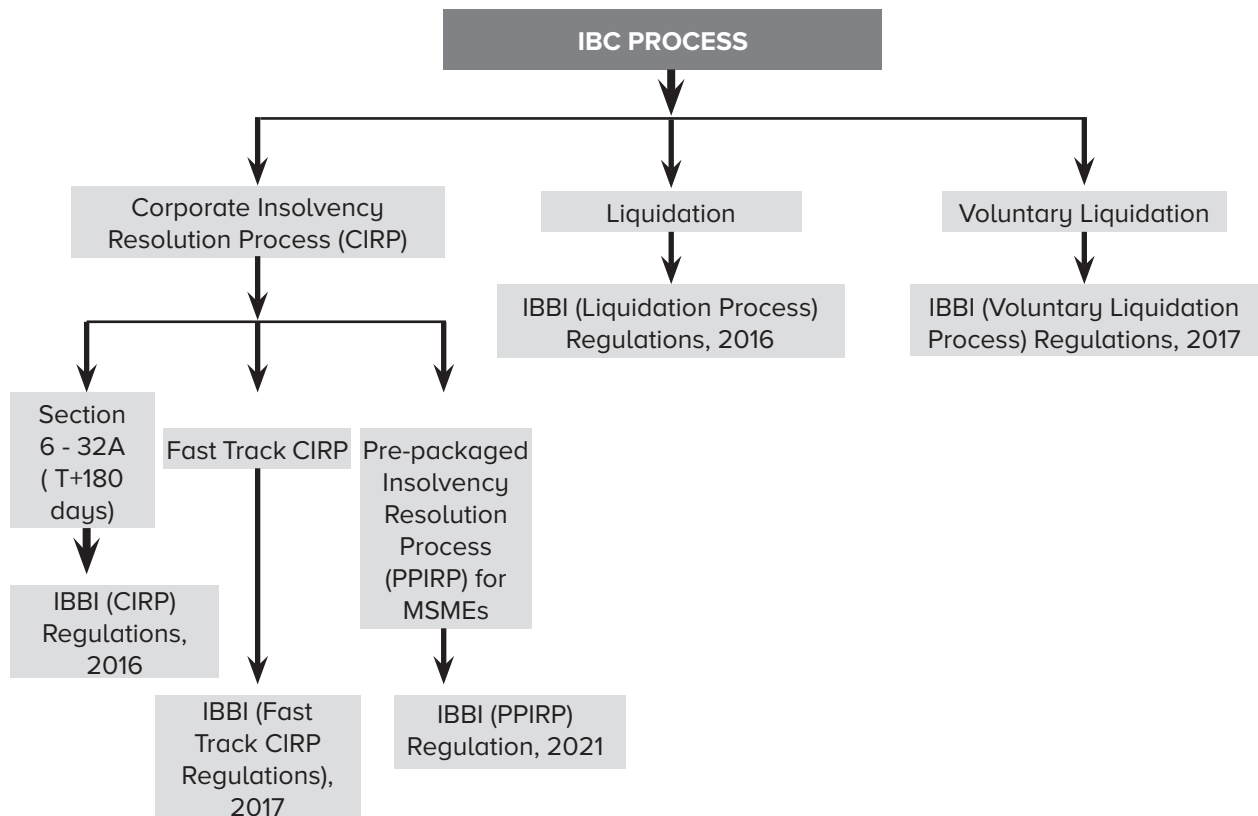 IBC PROCESS
Corporate Insolvency
Resolution Process (CIRP)
Liquidation
Voluntary Liquidation
IBBI (Liquidation Process)
Regulations, 2016
IBBI (Voluntary Liquidation
Process) Regulations, 2017
Section
6 - 32A
( T+180
days)
Fast Track CIRP
Pre-packaged
Insolvency
Resolution
Process
(PPIRP) for
MSMEs
IBBI (CIRP)
Regulations,
2016
IBBI (Fast
Track CIRP
Regulations),
2017
IBBI (PPIRP)
Regulation, 2021